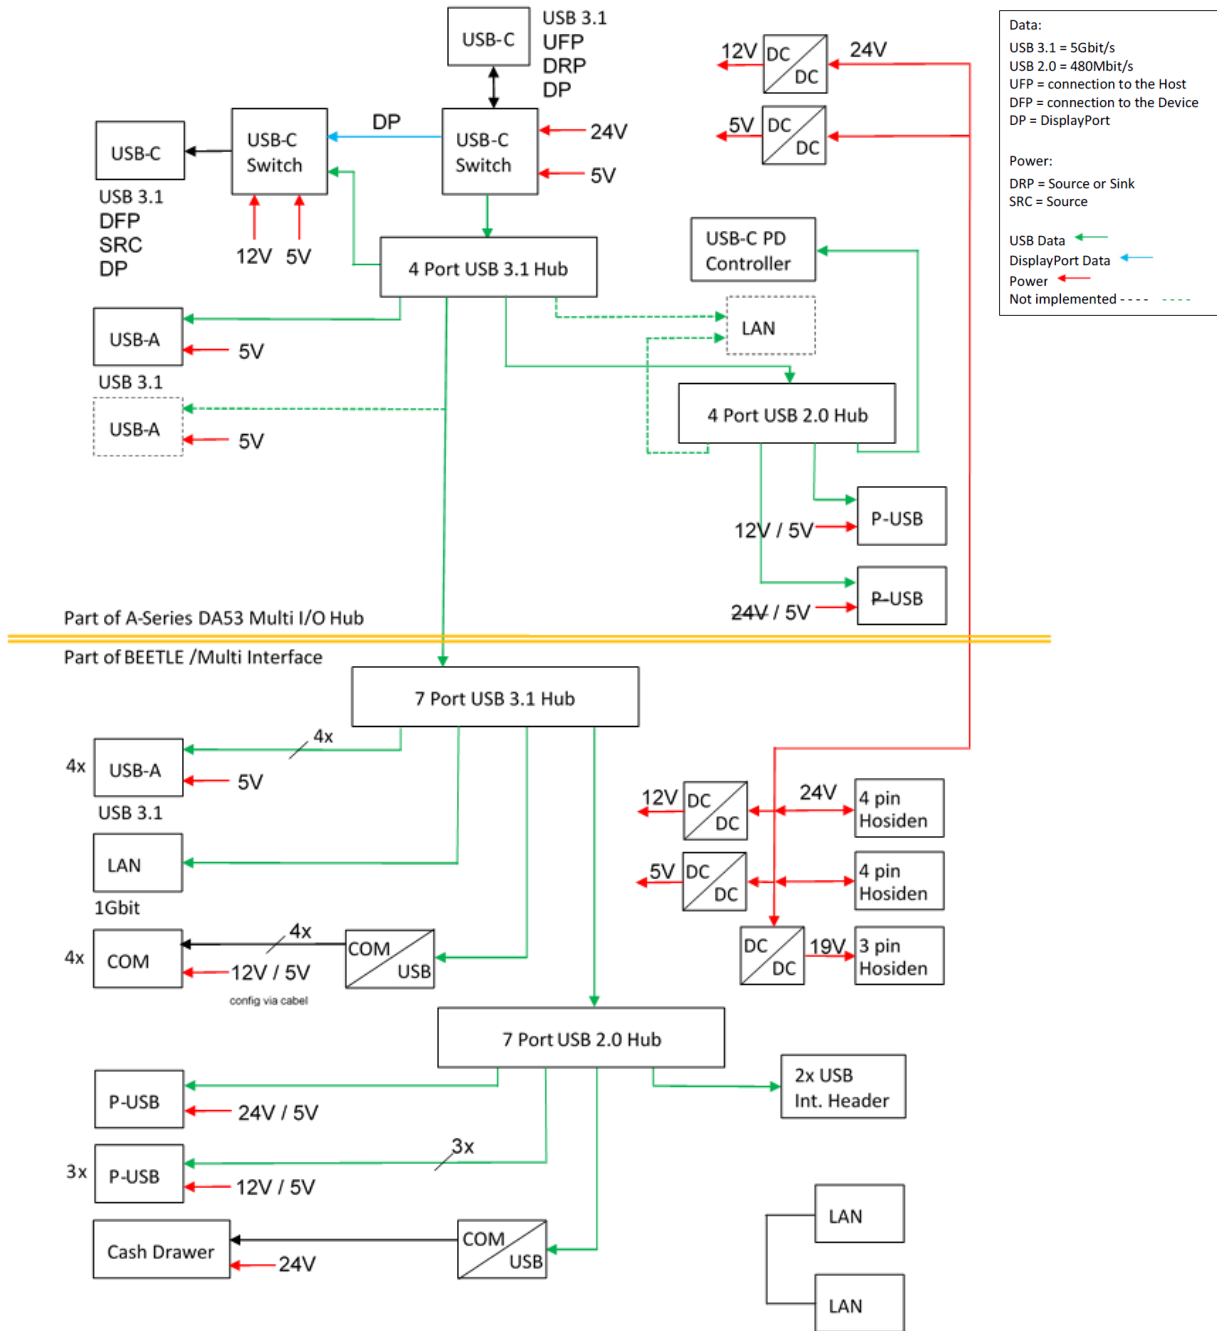 USB-C
USB 3.1
UFP
DRP
DP
12V
DC
DC
24V
5V
DC
DC
Data:
USB 3.1 = 5Gbit/s
USB 2.0 = 480Mbit/s
UFP = connection to the Host
DFP = connection to the Device
DP = DisplayPort
Power:
DRP = Source or Sink
SRC = Source
USB Data
DisplayPort Data
Power
Not implemented
USB-C
USB-C
Switch
DP
USB-C
Switch
24V
5V
USB 3.1
DFP
SRC
DP
12V
5V
4 Port USB 3.1 Hub
USB-C PD
Controller
USB-A
5V
USB 3.1
LAN
USB-A
5V
4 Port USB 2.0 Hub
P-USB
12V / 5V
P-USB
24V / 5V
Part of A-Series DA53 Multi I/O Hub
Part of BEETLE /Multi Interface
7 Port USB 3.1 Hub
4x
USB-A
4x
5V
USB 3.1
LAN
1Gbit
4x
COM
4x
12V / 5V
config via cabel
COM
USB
12V
DC
DC
24V
4 pin
Hosiden
5V
DC
DC
4 pin
Hosiden
DC
DC
19V
3 pin
Hosiden
7 Port USB 2.0 Hub
P-USB
24V / 5V
2x USB
Int. Header
3x
P-USB
3x
12V / 5V
Cash Drawer
24V
COM
USB
LAN
LAN